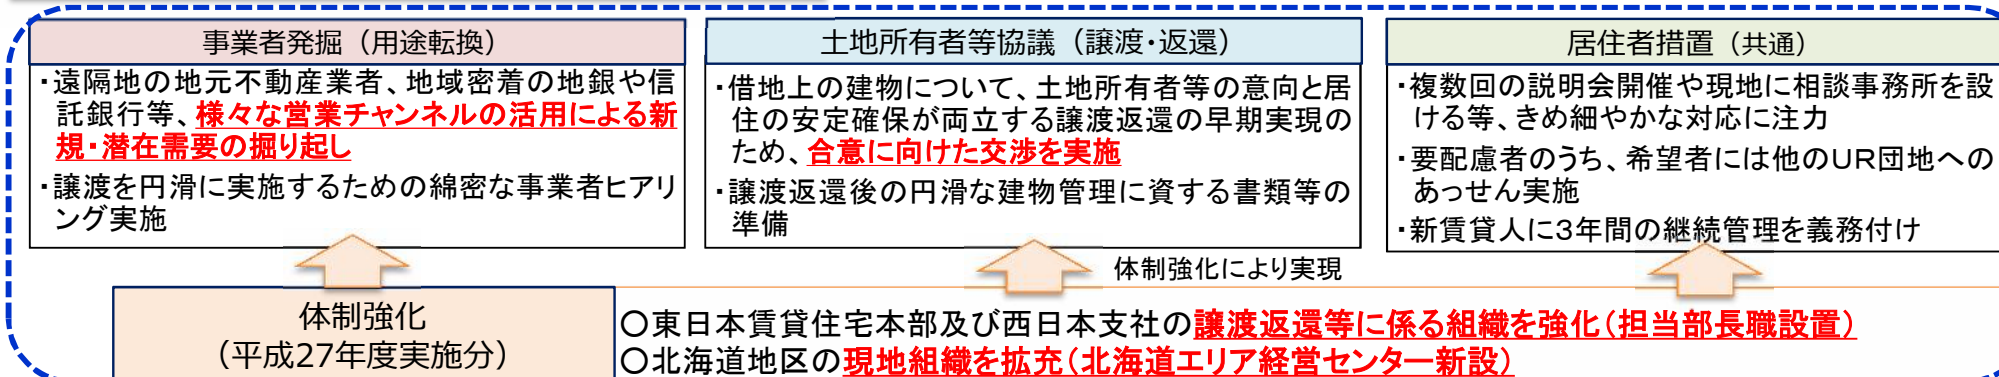 事業者発掘（用途転換）
・遠隔地の地元不動産業者、地域密着の地銀や信
託銀行等、様々な営業チャンネルの活用による新
規・潜在需要の掘り起し
・譲渡を円滑に実施するための綿密な事業者ヒアリ
ング実施
土地所有者等協議（譲渡・返還）
・借地上の建物について、土地所有者等の意向と居
住の安定確保が両立する譲渡返還の早期実現の
ため、合意に向けた交渉を実施
・譲渡返還後の円滑な建物管理に資する書類等の
準備
居住者措置（共通）
・複数回の説明会開催や現地に相談事務所を設
ける等、きめ細やかな対応に注力
・要配慮者のうち、希望者には他のUR団地への
あっせん実施
・新賃貸人に3年間の継続管理を義務付け
体制強化により実現
体制強化
（平成27年度実施分）
〇東日本賃貸住宅本部及び西日本支社の譲渡返還等に係る組織を強化（担当部長職設置）
〇北海道地区の現地組織を拡充（北海道エリア経営センター新設）